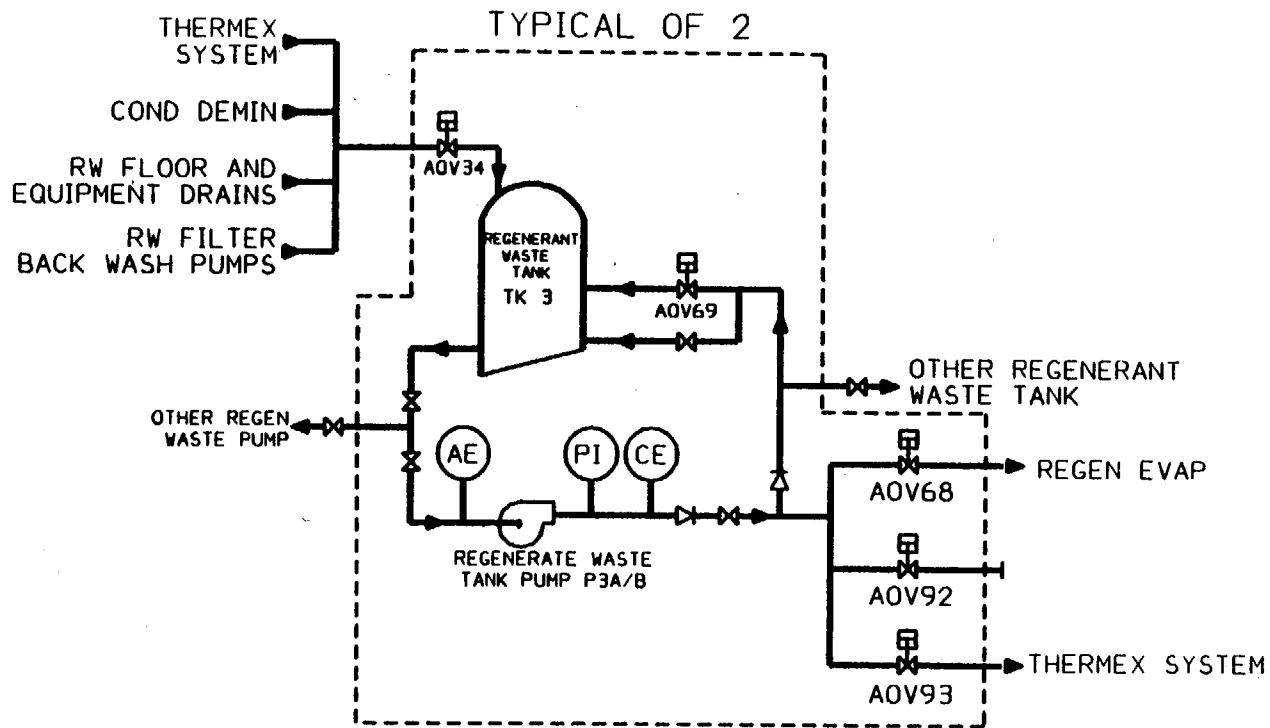 TYPICAL OF 2
THERMEX
SYSTEM
COND DEMIN
RW FLOOR AND
EQUIPMENT DRAINS
RW FILTER
BACK WASH PUMPS
AOV34
REGENERANT
WASTE
TANK
TK 3
AOV69
OTHER REGENERANT
WASTE TANK
OTHER REGEN
WASTE PUMP
AE
PI
CE
REGENERATE WASTE
TANK PUMP P3A/B
AOV68
REGEN EVAP
AOV92
AOV93
THERMEX SYSTEM